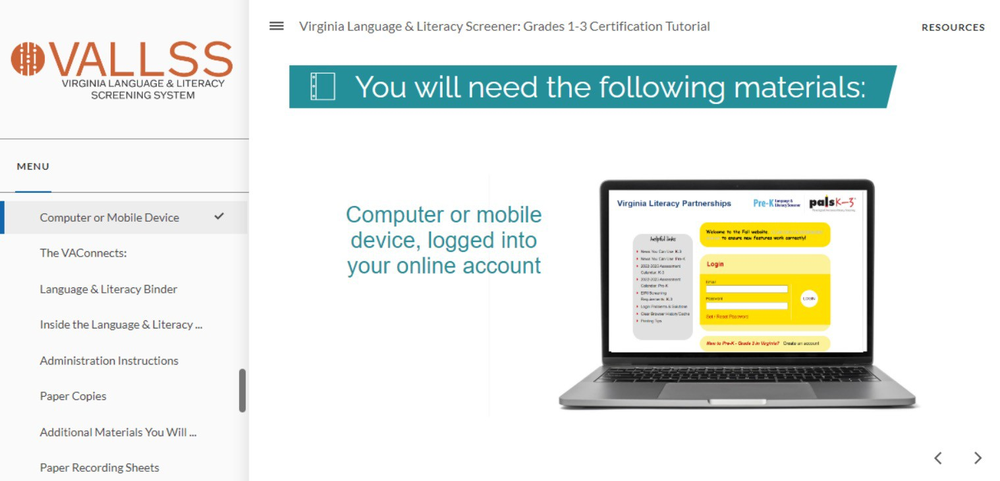 VALLSS
VIRGINIA LANGUAGE & LITERACY
SCREENING SYSTEM
MENU
Computer or Mobile Device
The VAConnects:
Language & Literacy Binder
Inside the Language & Literacy ...
Administration Instructions
Paper Copies
Additional Materials You Will ...
Paper Recording Sheets
Virginia Language & Literacy Screener: Grades 1-3 Certification Tutorial
RESOURCES
You will need the following materials:
Computer or mobile
device, logged into
your online account
Virginia Literacy Partnerships
Pre-K Language &
Literacy Screener
pals K-3
helpful links
News You Can Use: K-3
News You Can Use: Pre-K
2022-2023 Assessment
Calendar: K-3
2022-2023 Assessment
Calendar: Pre-K
EIRI Screening
Requirements: K-3
Login Problems & Solutions
Clear Browser History/Cache
Printing Tips
Welcome to the Fall website.
to ensure new features work correctly!
Login
Email
Password
LOGIN
Set / Reset Password
New to Pre-K - Grade 3 in Virginia? Create an account